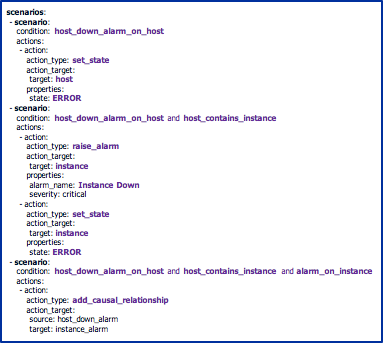 scenarios:
- scenario:
condition: host_down_alarm_on_host
actions:
- action:
action_type: set_state
action_target:
target: host
properties:
state: ERROR
- scenario:
condition: host_down_alarm_on_host and host_contains_instance
actions:
- action:
action_type: raise_alarm
action_target:
target: instance
properties:
alarm_name: Instance Down
severity: critical
- action:
action_type: set_state
action_target:
target: instance
properties:
state: ERROR
- scenario:
condition: host_down_alarm_on_host and host_contains_instance and alarm_on_instance
actions:
- action:
action_type: add_causal_relationship
action_target:
source: host_down_alarm
target: instance_alarm